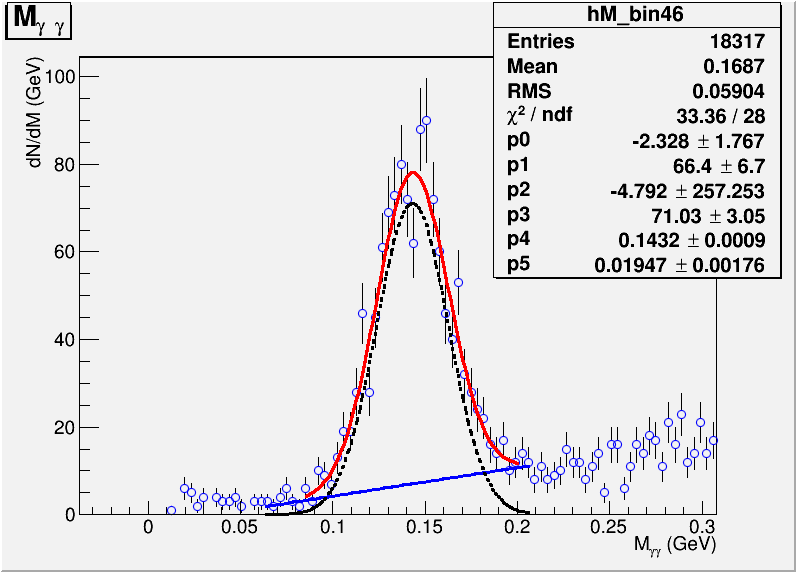 M γ γ
hM_bin46
Entries 18317
Mean 0.1687
RMS 0.05904
χ² / ndf 33.36 / 28
p0 -2.328 ± 1.767
p1 66.4 ± 6.7
p2 -4.792 ± 257.253
p3 71.03 ± 3.05
p4 0.1432 ± 0.0009
p5 0.01947 ± 0.00176
dN/dM (GeV)
100
80
60
40
20
0
0 0.05 0.1 0.15 0.2 0.25 0.3
M γγ (GeV)